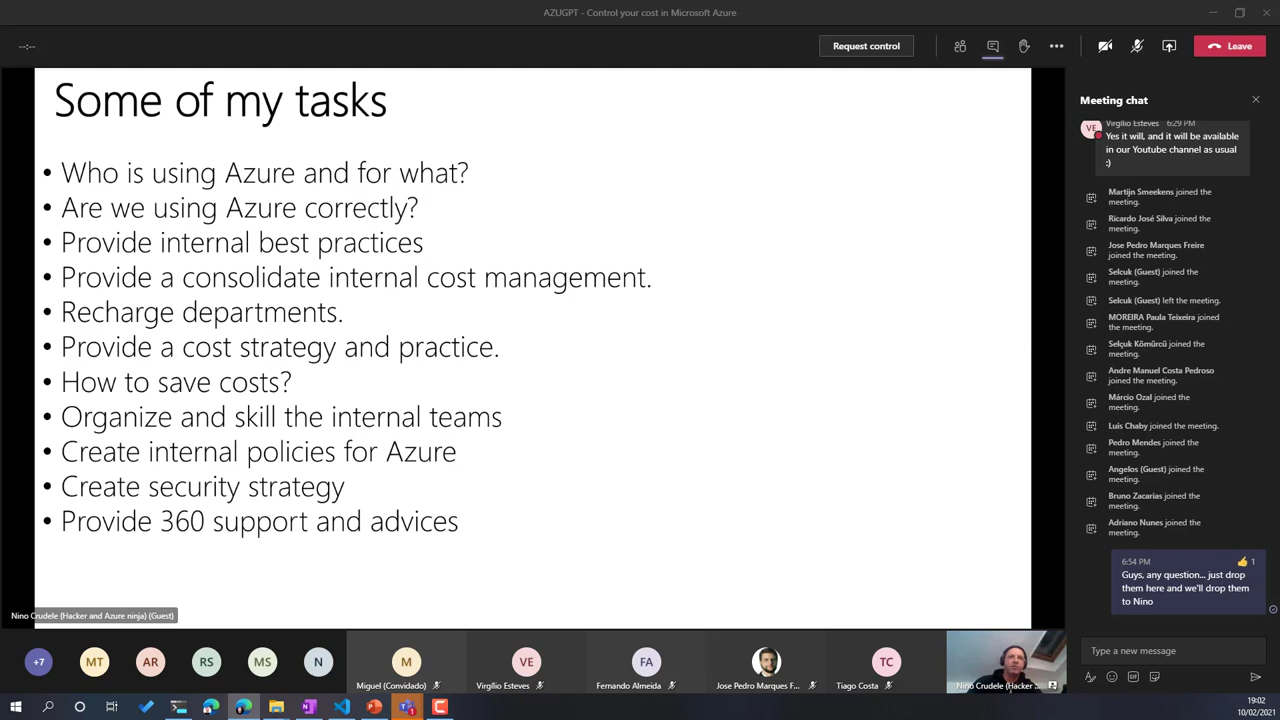 AZUGPT - Control your cost in Microsoft Azure
--:--
Request control
Leave
Some of my tasks
• Who is using Azure and for what?
• Are we using Azure correctly?
• Provide internal best practices
• Provide a consolidate internal cost management.
• Recharge departments.
• Provide a cost strategy and practice.
• How to save costs?
• Organize and skill the internal teams
• Create internal policies for Azure
• Create security strategy
• Provide 360 support and advices
Nino Crudele (Hacker and Azure ninja) (Guest)
Meeting chat
VE
Virgílio Esteves 6:29 PM
Yes it will, and it will be available
in our Youtube channel as usual
:)
Martijn Smeekens joined the
meeting.
Ricardo José Silva joined the
meeting.
Jose Pedro Marques Freire
joined the meeting.
Selcuk (Guest) joined the
meeting.
Selcuk (Guest) left the meeting.
MOREIRA Paula Teixeira joined
the meeting.
Selçuk Kömürcü joined the
meeting.
Andre Manuel Costa Pedroso
joined the meeting.
Márcio Ozal joined the
meeting.
Luis Chaby joined the meeting.
Pedro Mendes joined the
meeting.
Angelos (Guest) joined the
meeting.
Bruno Zacarias joined the
meeting.
Adriano Nunes joined the
meeting.
6:54 PM 👍 1
Guys, any question... just drop
them here and we'll drop them
to Nino
Type a new message
+7 MT AR RS MS N M VE FA TC
Miguel (Convidado) Virgílio Esteves Fernando Almeida Jose Pedro Marques F... Tiago Costa Nino Crudele (Hacker ...
19:02
10/02/2021